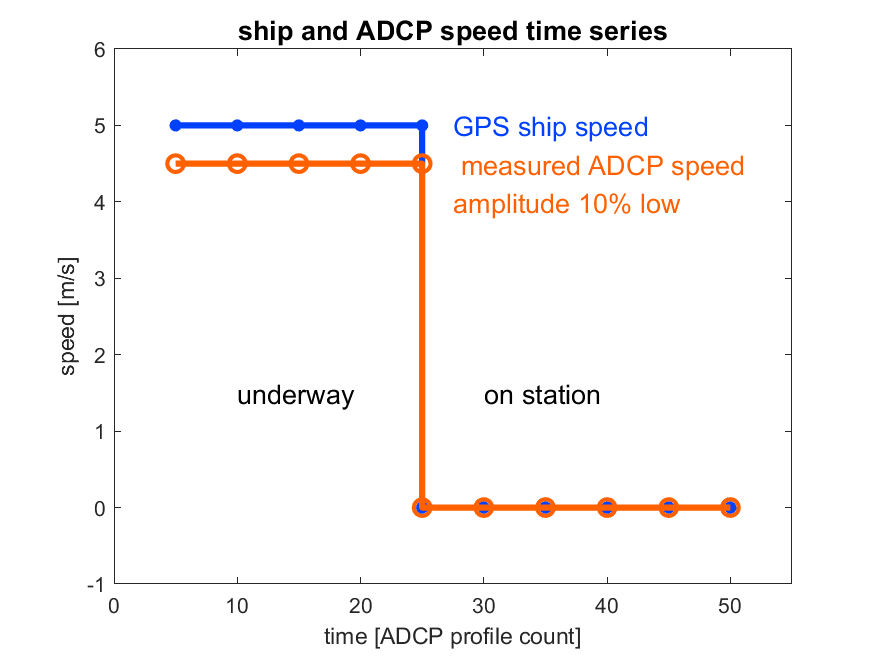 ship and ADCP speed time series
6
5
4
3
2
1
0
-1
speed [m/s]
GPS ship speed
measured ADCP speed
amplitude 10% low
underway
on station
0 10 20 30 40 50
time [ADCP profile count]